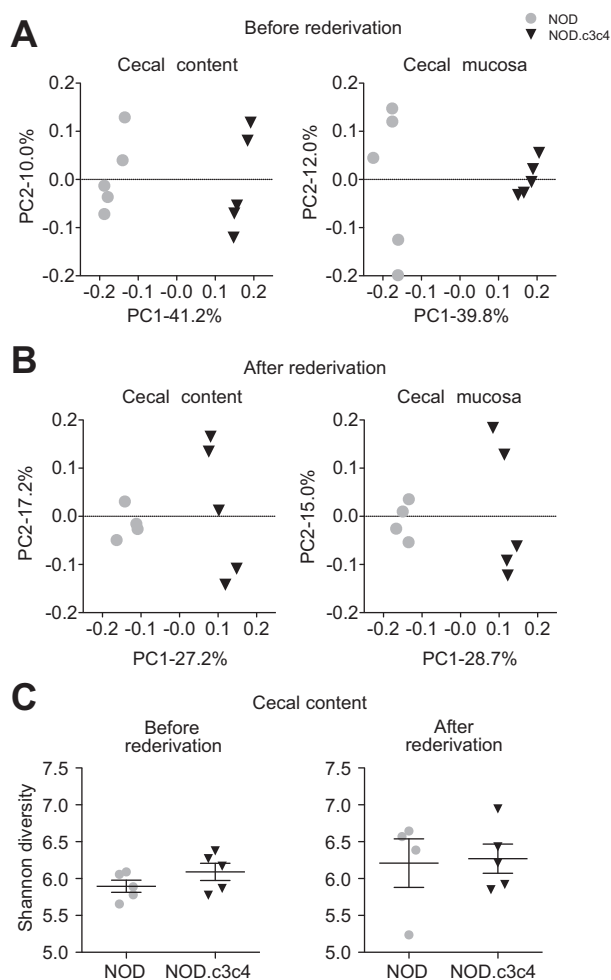 A
Before rederivation
NOD
NOD.c3c4
Cecal content
Cecal mucosa
0.2
0.1
0.0
-0.1
-0.2
PC2-10.0%
-0.2 -0.1 -0.0 0.1 0.2
PC1-41.2%
0.2
0.1
0.0
-0.1
-0.2
PC2-12.0%
-0.2 -0.1 -0.0 0.1 0.2
PC1-39.8%
B
After rederivation
Cecal content
Cecal mucosa
0.2
0.1
0.0
-0.1
-0.2
PC2-17.2%
-0.2 -0.1 -0.0 0.1 0.2
PC1-27.2%
0.2
0.1
0.0
-0.1
-0.2
PC2-15.0%
-0.2 -0.1 -0.0 0.1 0.2
PC1-28.7%
C
Cecal content
Before
rederivation
7.5
7.0
6.5
6.0
5.5
5.0
Shannon diversity
NOD NOD.c3c4
After
rederivation
7.5
7.0
6.5
6.0
5.5
5.0
NOD NOD.c3c4